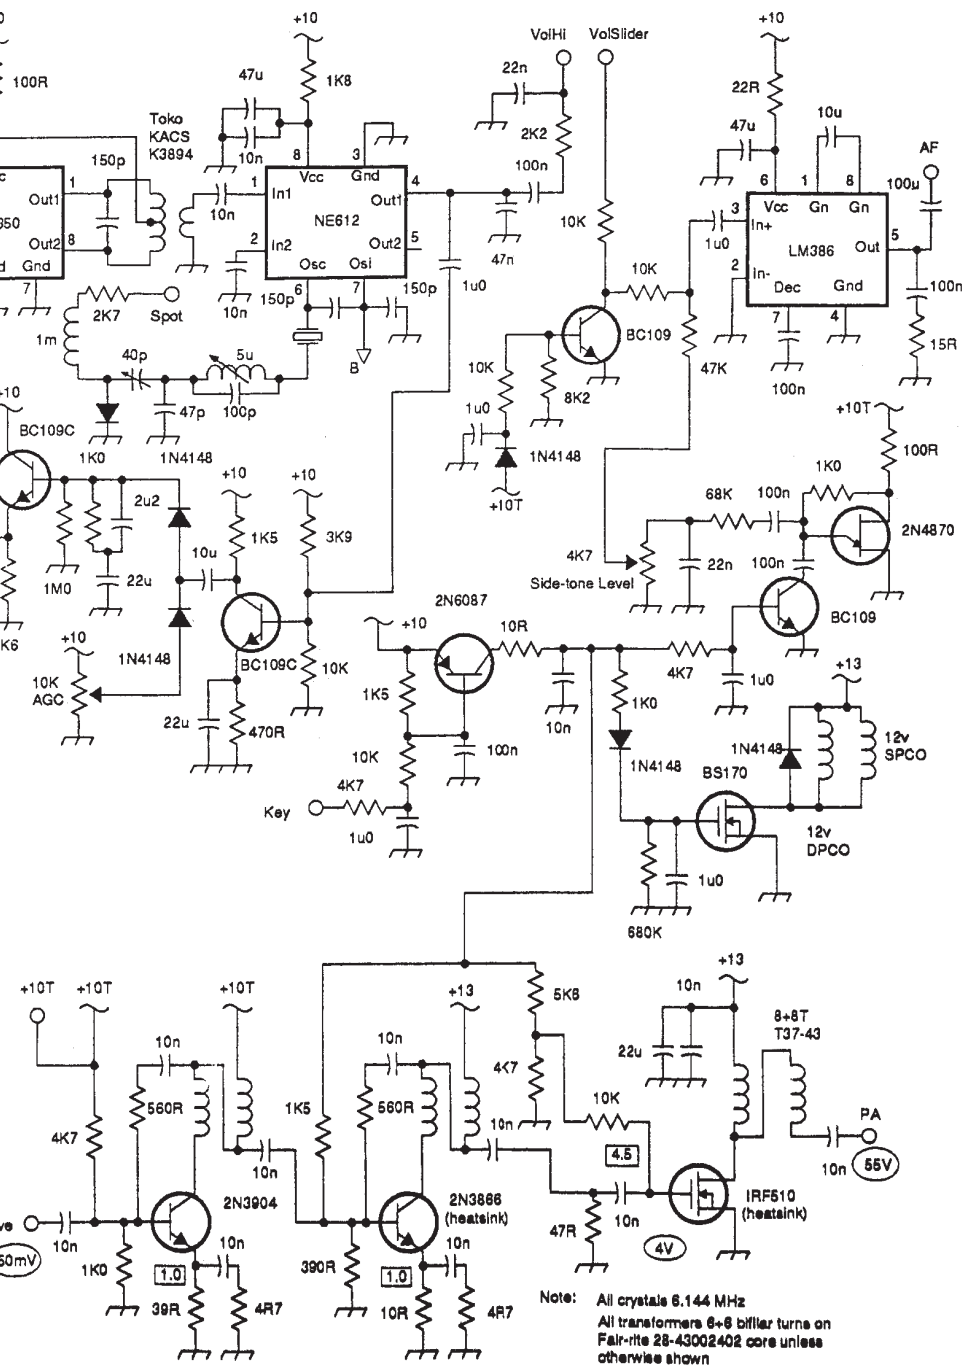 +10
+10
VolHi
VolSlider
+10
100R
47u
1K8
22n
22R
10u
Toko
KACS
K3894
2K2
47u
AF
150p
10n
100n
100µ
8
3
6
1
8
1
Vcc
Gnd
4
Vcc
Gn
Gn
Out1
1
In1
Out1
10K
3
In+
5
10n
NE612
1u0
LM386
Out
Out2
2
In2
Out2
5
10K
2
In-
8
47n
Gnd
Osc
Osi
Dec
Gnd
100n
7
150p
6
7
150p
1u0
7
4
10n
2K7
Spot
BC109
15R
1m
B
47K
100n
40p
5u
10K
8K2
+10
47p
100p
1u0
+10T
BC109C
100R
1K0
1N4148
1N4148
1K0
+10
+10
+10T
68K
100n
2u2
2N4870
10u
1K5
3K9
4K7
22n
100n
1M0
22u
Side-tone Level
2N6087
BC109
K6
+10
10R
+10
1N4148
BC109C
10K
4K7
+13
10K
AGC
1K5
1K0
1u0
22u
470R
10n
10K
100n
1N4148
1N4148
12v
SPCO
4K7
BS170
Key
1u0
12v
DPCO
1u0
680K
+13
+10T
+10T
+10T
+13
5K6
10n
8+8T
T37-43
10n
10n
22u
4K7
560R
1K5
560R
10K
PA
4K7
10n
10n
4.5
10n
55V
2N3904
2N3866
(heatsink)
IRF510
(heatsink)
10n
10n
10n
47R
10n
4V
1K0
1.0
390R
1.0
39R
4R7
10R
4R7
Note: All crystals 6.144 MHz
All transformers 6+6 bifilar turns on
Fair-rite 28-43002402 core unless
otherwise shown